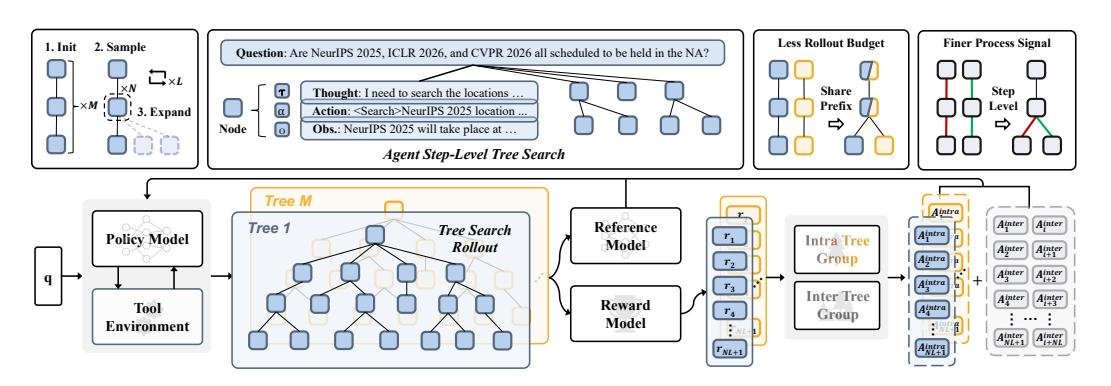 1. Init
2. Sample
×L
×N
×M
3. Expand
Question: Are NeurIPS 2025, ICLR 2026, and CVPR 2026 all scheduled to be held in the NA?
Node
τ
α
o
Thought: I need to search the locations …
Action: <Search>NeurIPS 2025 location ...
Obs.: NeurIPS 2025 will take place at …
Agent Step-Level Tree Search
Less Rollout Budget
Share
Prefix
Finer Process Signal
Step
Level
q
Policy Model
Tool
Environment
Tree M
Tree 1
Tree Search
Rollout
Reference
Model
Reward
Model
r
r_1
r_2
r_3
r_4
r_{NL+1}
Intra Tree
Group
Inter Tree
Group
A_1^{intra}
A_2^{intra}
A_3^{intra}
A_4^{intra}
A_{NL+1}^{intra}
+
A_1^{inter} A_i^{inter}
A_2^{inter} A_{i+1}^{inter}
A_3^{inter} A_{i+2}^{inter}
A_4^{inter} A_{i+3}^{inter}
⋮ … ⋮
A_{NL+1}^{inter} A_{i+NL}^{inter}